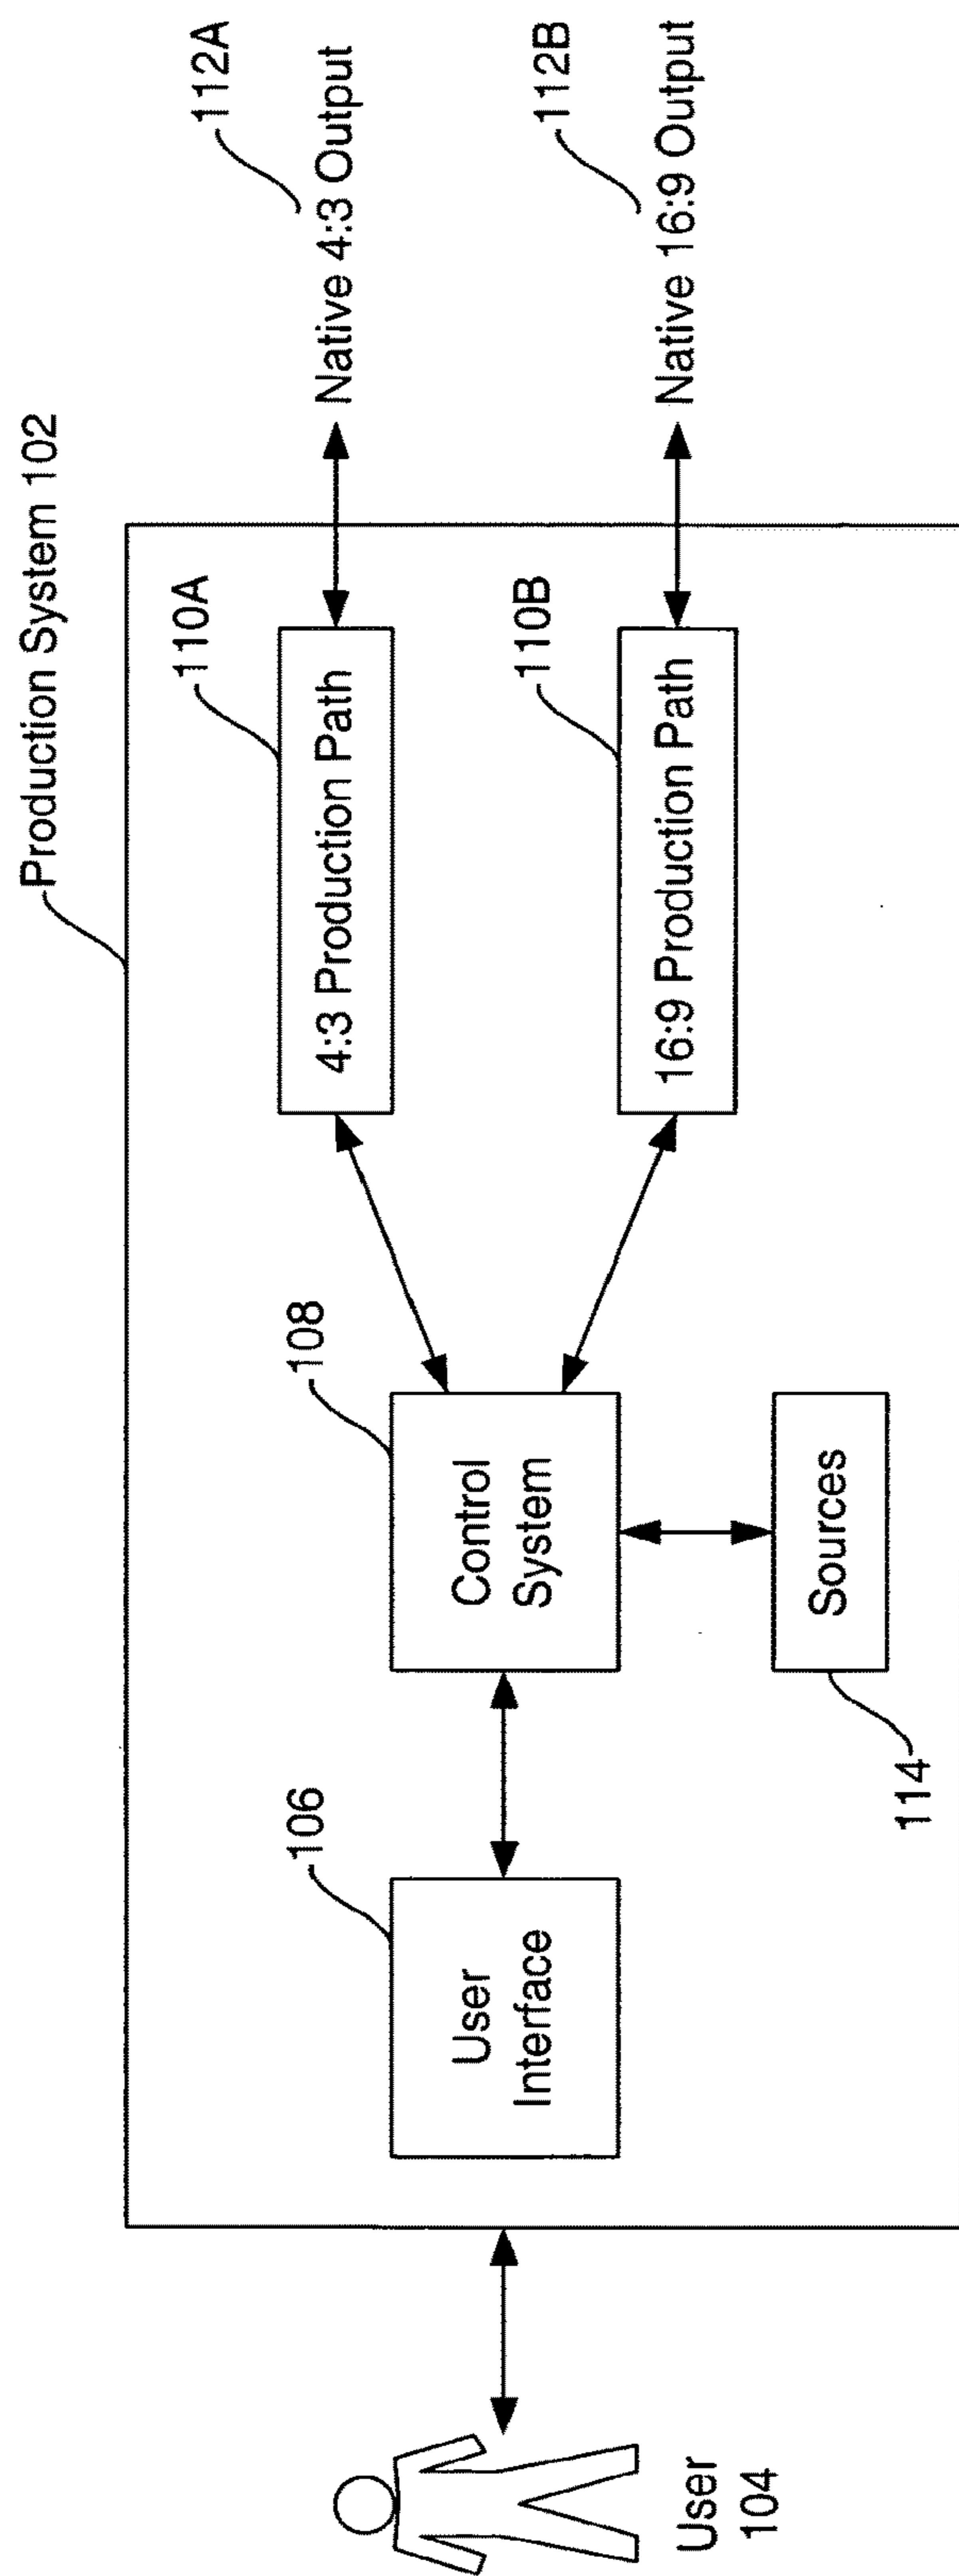 Production System 102
110A
112A
4:3 Production Path
Native 4:3 Output
106
108
User
Interface
Control
System
110B
112B
16:9 Production Path
Native 16:9 Output
User
104
114
Sources